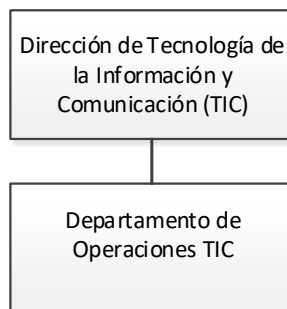 Dirección de Tecnología de
la Información y
Comunicación (TIC)
Departamento de
Operaciones TIC